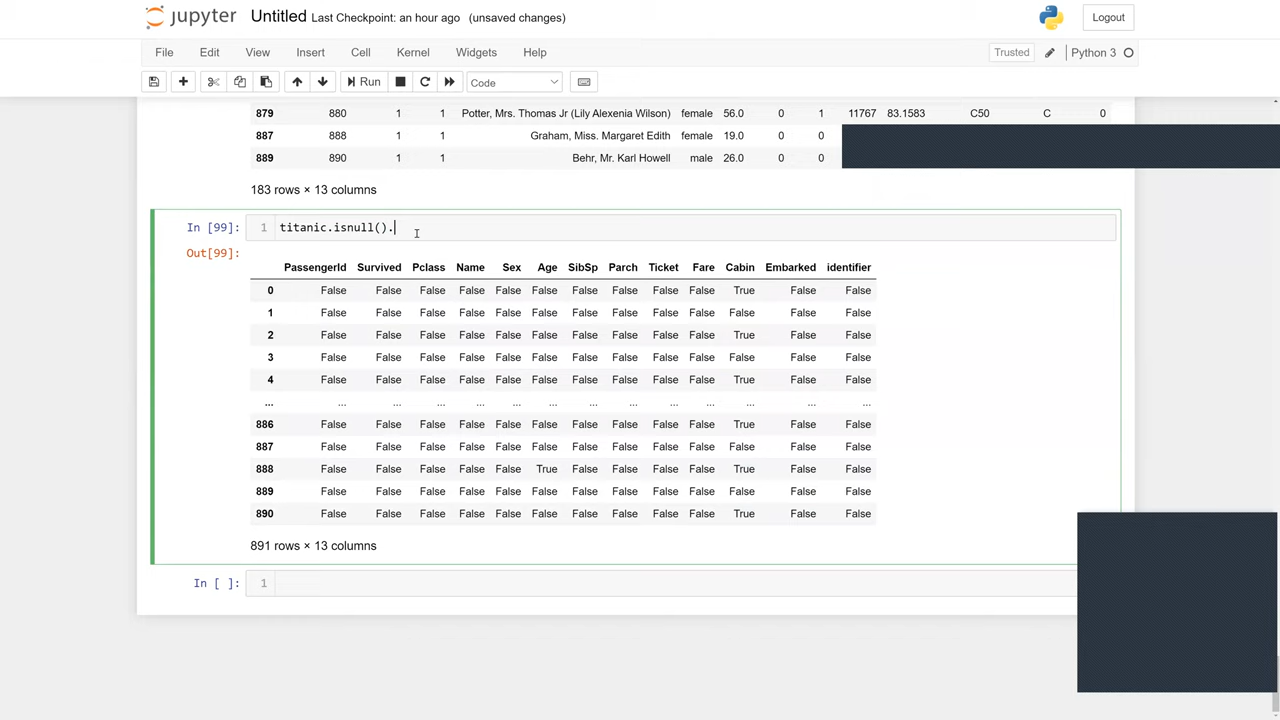 jupyter Untitled Last Checkpoint: an hour ago (unsaved changes) Logout
File Edit View Insert Cell Kernel Widgets Help Trusted Python 3
Run Code
879 880 1 1 Potter, Mrs. Thomas Jr (Lily Alexenia Wilson) female 56.0 0 1 11767 83.1583 C50 C 0
887 888 1 1 Graham, Miss. Margaret Edith female 19.0 0 0
889 890 1 1 Behr, Mr. Karl Howell male 26.0 0 0
183 rows × 13 columns
In [99]: 1 titanic.isnull().
Out[99]:
PassengerId Survived Pclass Name Sex Age SibSp Parch Ticket Fare Cabin Embarked identifier
0 False False False False False False False False False False True False False
1 False False False False False False False False False False False False False
2 False False False False False False False False False False True False False
3 False False False False False False False False False False False False False
4 False False False False False False False False False False True False False
... ... ... ... ... ... ... ... ... ... ... ... ... ...
886 False False False False False False False False False False True False False
887 False False False False False False False False False False False False False
888 False False False False False True False False False False True False False
889 False False False False False False False False False False False False False
890 False False False False False False False False False False True False False
891 rows × 13 columns
In [ ]: 1